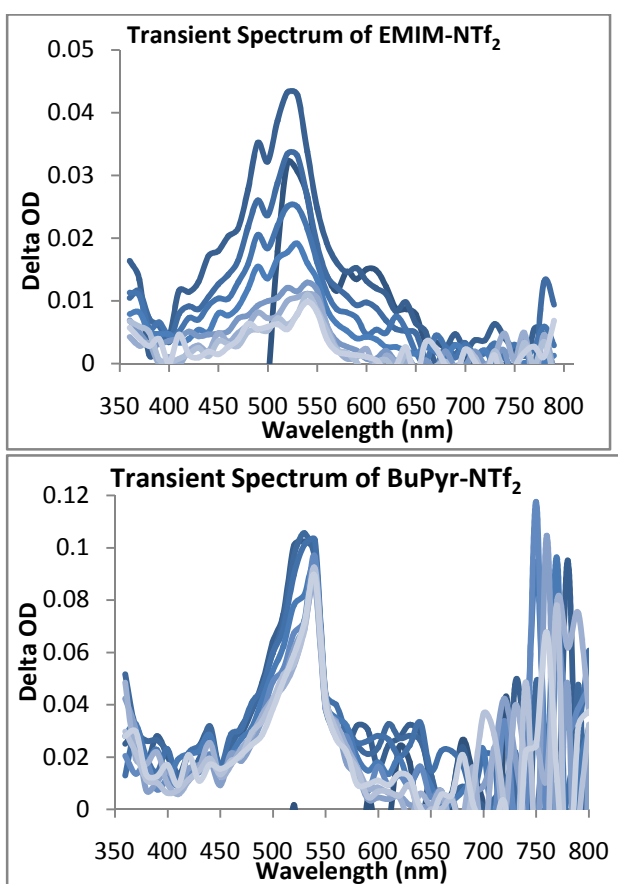 Transient Spectrum of EMIM-NTf₂
0.05
0.04
0.03
0.02
0.01
0
Delta OD
350 400 450 500 550 600 650 700 750 800
Wavelength (nm)
Transient Spectrum of BuPyr-NTf₂
0.12
0.1
0.08
0.06
0.04
0.02
0
Delta OD
350 400 450 500 550 600 650 700 750 800
Wavelength (nm)